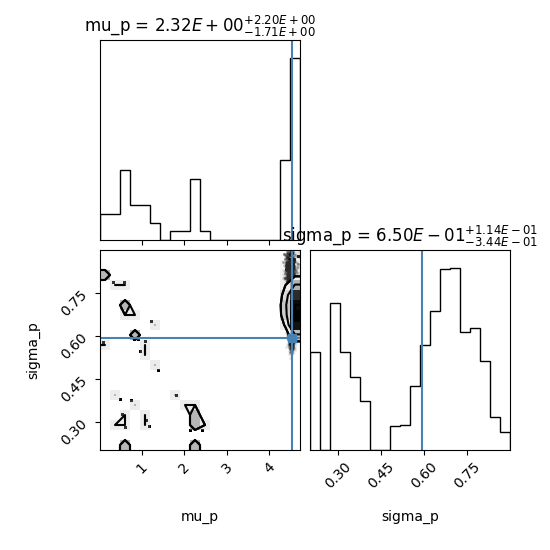 mu_p = 2.32E + 00+2.20E + 00 −1.71E + 00
sigma_p = 6.50E − 01+1.14E − 01 −3.44E − 01
0.75
0.60
0.45
0.30
sigma_p
1 2 3 4
0.30 0.45 0.60 0.75
mu_p
sigma_p